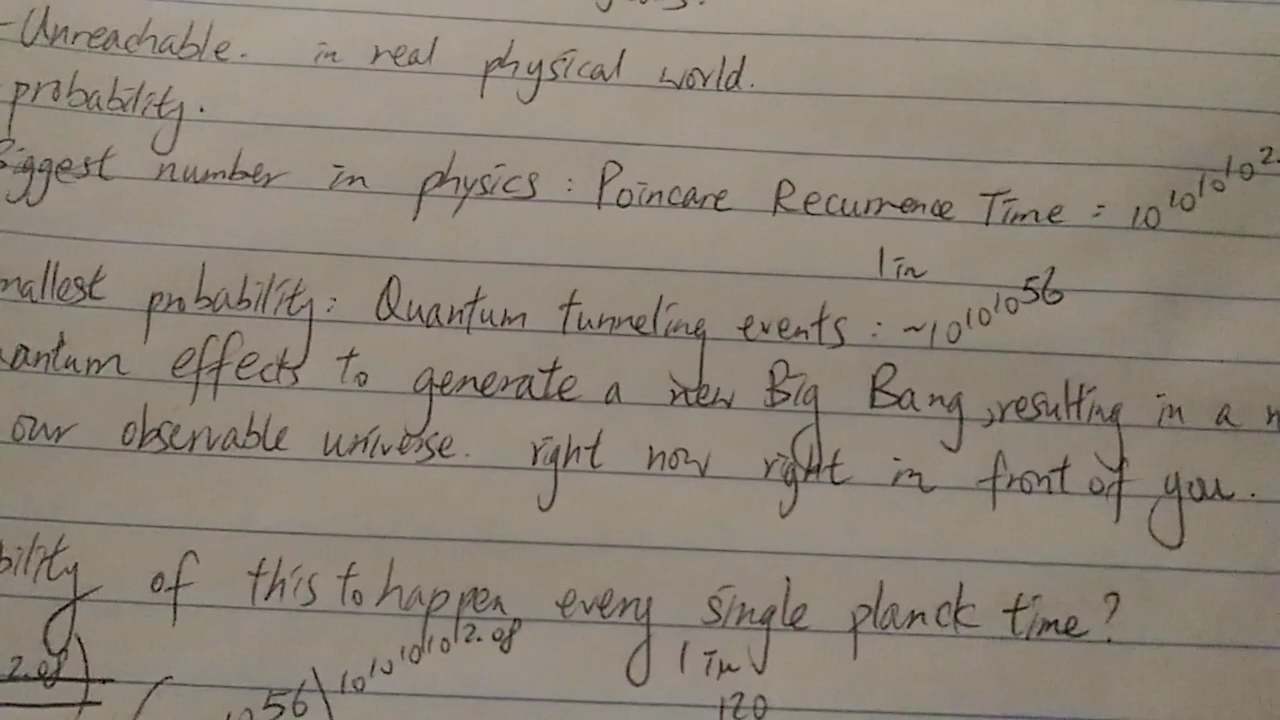 -Unreachable. in real physical world.
probability.
Biggest number in physics : Poincare Recurrence Time = 10^10^10^10^2.
1 in
mallest probability : Quantum tunneling events : ~10^10^10^56
antum effects to generate a new Big Bang, resulting in a n
our observable universe. right now right in front of you.
bility of this to happen every single planck time?
2.08) 56) 10^10^10^10^2.08 1 in
120